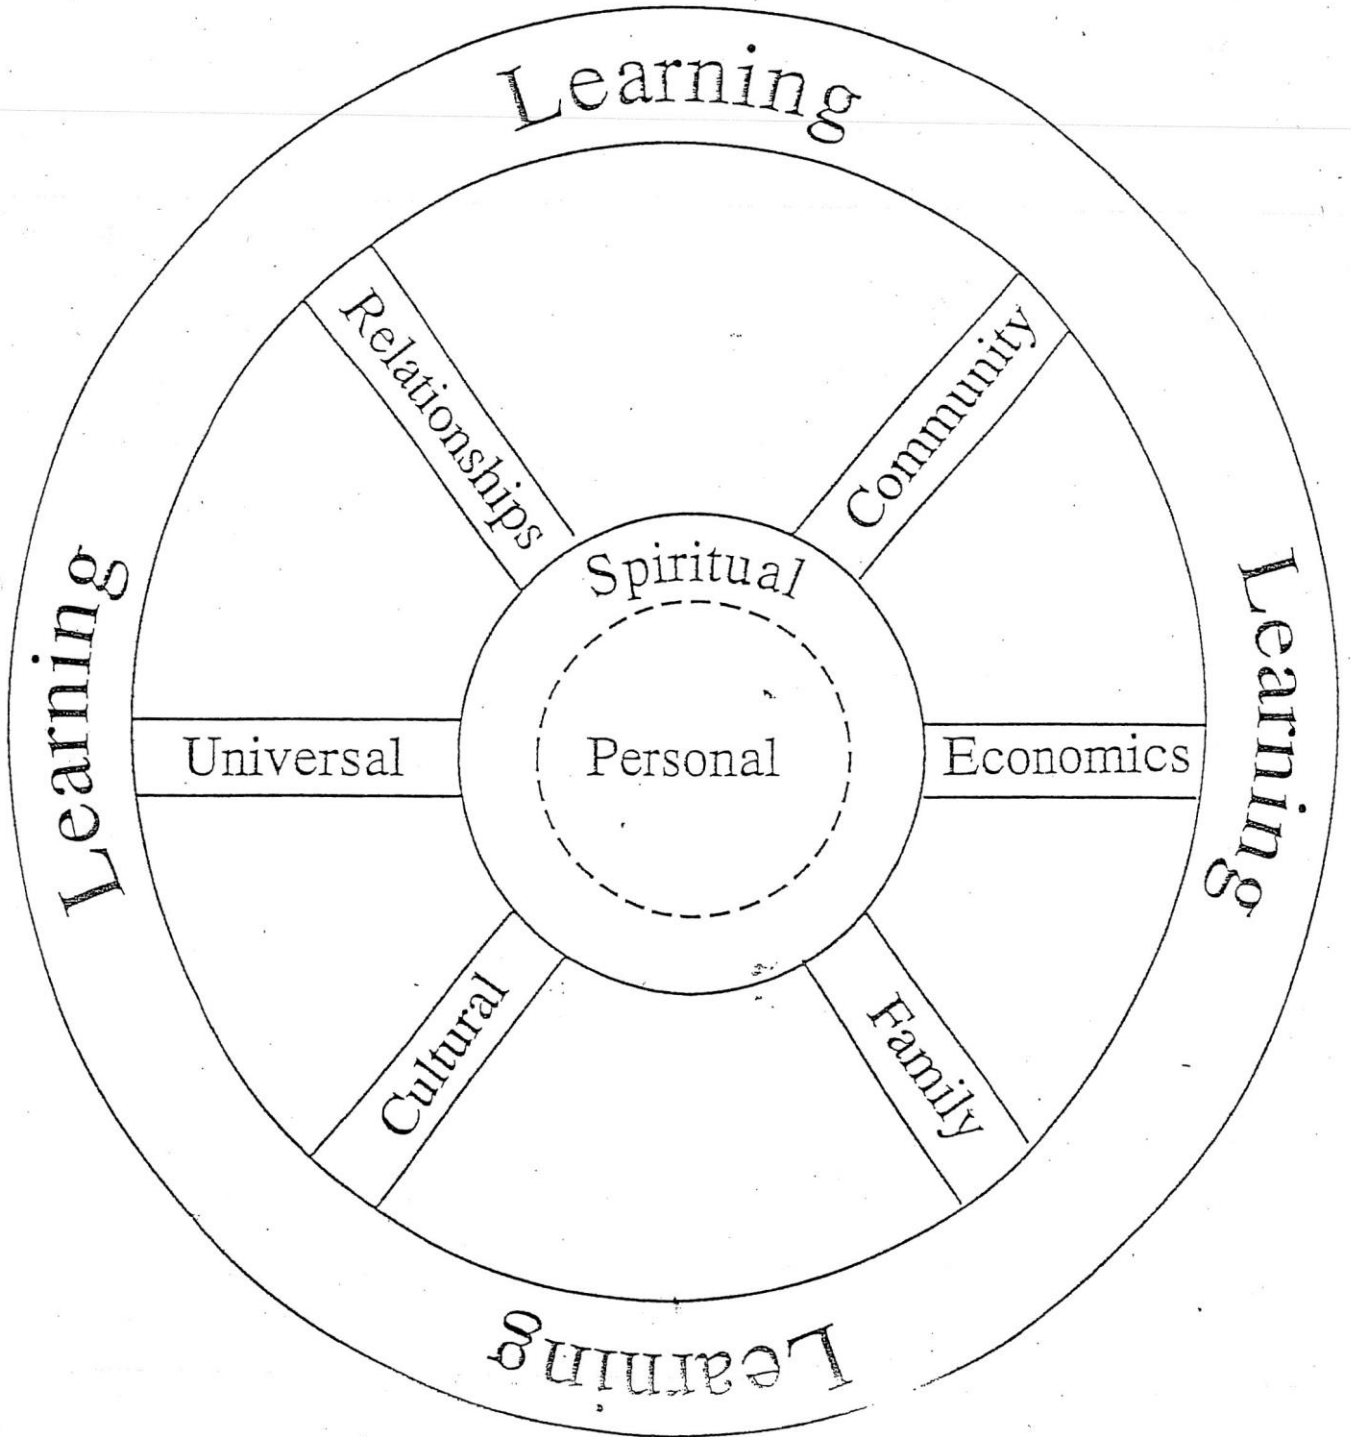 Learning
Relationships
Community
Spiritual
Learning
Learning
Universal
Personal
Economics
Cultural
Family
Learning